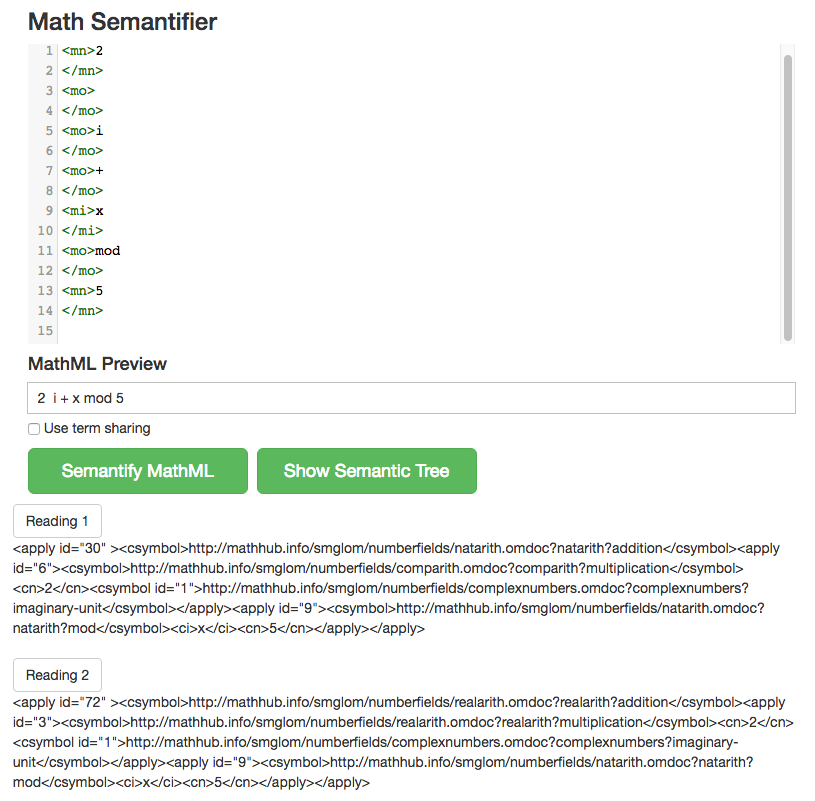 Math Semantifier
1 <mn>2
2 </mn>
3 <mo>
4 </mo>
5 <mo>i
6 </mo>
7 <mo>+
8 </mo>
9 <mi>x
10 </mi>
11 <mo>mod
12 </mo>
13 <mn>5
14 </mn>
15
MathML Preview
2  i + x mod 5
Use term sharing
Semantify MathML Show Semantic Tree
Reading 1
<apply id="30" ><csymbol>http://mathhub.info/smglom/numberfields/natarith.omdoc?natarith?addition</csymbol><apply
id="6"><csymbol>http://mathhub.info/smglom/numberfields/comparith.omdoc?comparith?multiplication</csymbol>
<cn>2</cn><csymbol id="1">http://mathhub.info/smglom/numberfields/complexnumbers.omdoc?complexnumbers?
imaginary-unit</csymbol></apply><apply id="9"><csymbol>http://mathhub.info/smglom/numberfields/natarith.omdoc?
natarith?mod</csymbol><ci>x</ci><cn>5</cn></apply></apply>
Reading 2
<apply id="72" ><csymbol>http://mathhub.info/smglom/numberfields/realarith.omdoc?realarith?addition</csymbol><apply
id="3"><csymbol>http://mathhub.info/smglom/numberfields/realarith.omdoc?realarith?multiplication</csymbol><cn>2</cn>
<csymbol id="1">http://mathhub.info/smglom/numberfields/complexnumbers.omdoc?complexnumbers?imaginary-
unit</csymbol></apply><apply id="9"><csymbol>http://mathhub.info/smglom/numberfields/natarith.omdoc?natarith?
mod</csymbol><ci>x</ci><cn>5</cn></apply></apply>